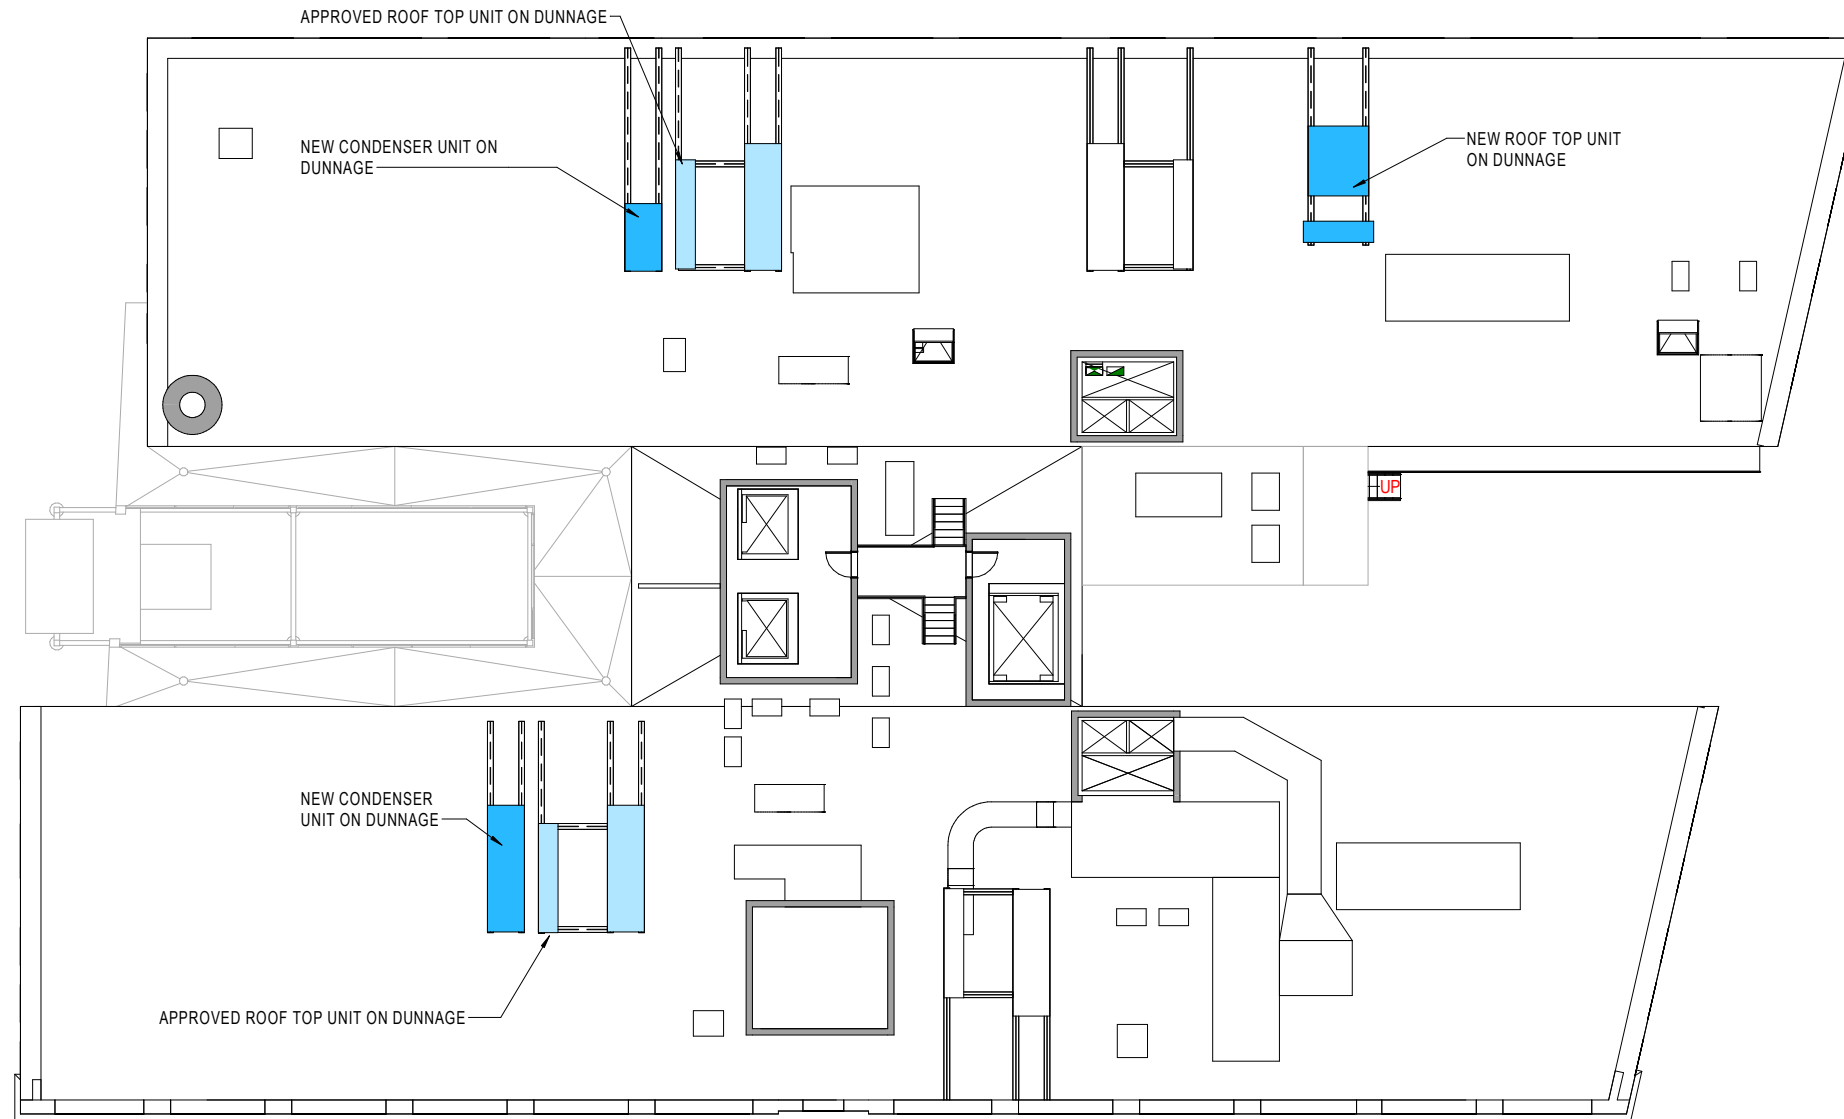 APPROVED ROOF TOP UNIT ON DUNNAGE
NEW CONDENSER UNIT ON
DUNNAGE
NEW ROOF TOP UNIT
ON DUNNAGE
UP
NEW CONDENSER
UNIT ON DUNNAGE
APPROVED ROOF TOP UNIT ON DUNNAGE